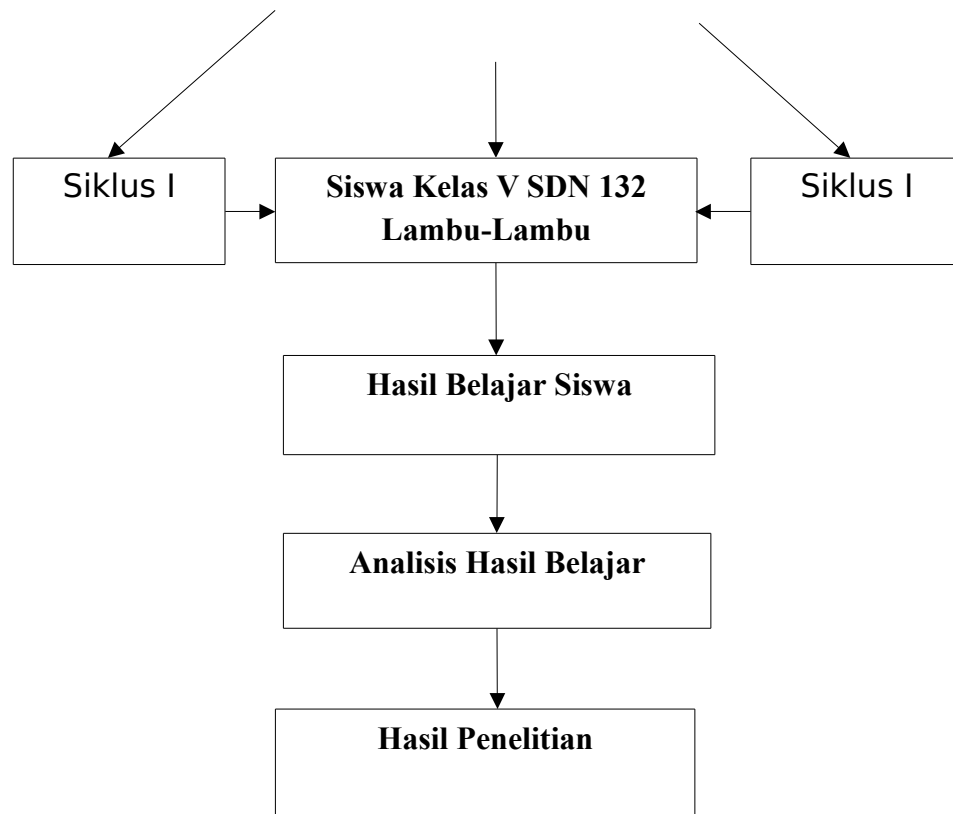 Siklus I
Siswa Kelas V SDN 132
Lambu-Lambu
Siklus I
Hasil Belajar Siswa
Analisis Hasil Belajar
Hasil Penelitian